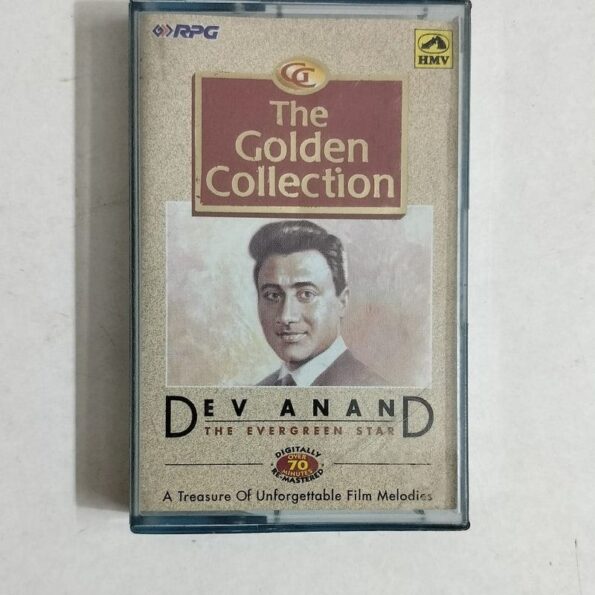 RPG
HMV
GC
The
Golden
Collection
DEV ANAND
THE EVERGREEN STAR
DIGITALLY
OVER
70
MINUTES
RE-MASTERED
A Treasure Of Unforgettable Film Melodies